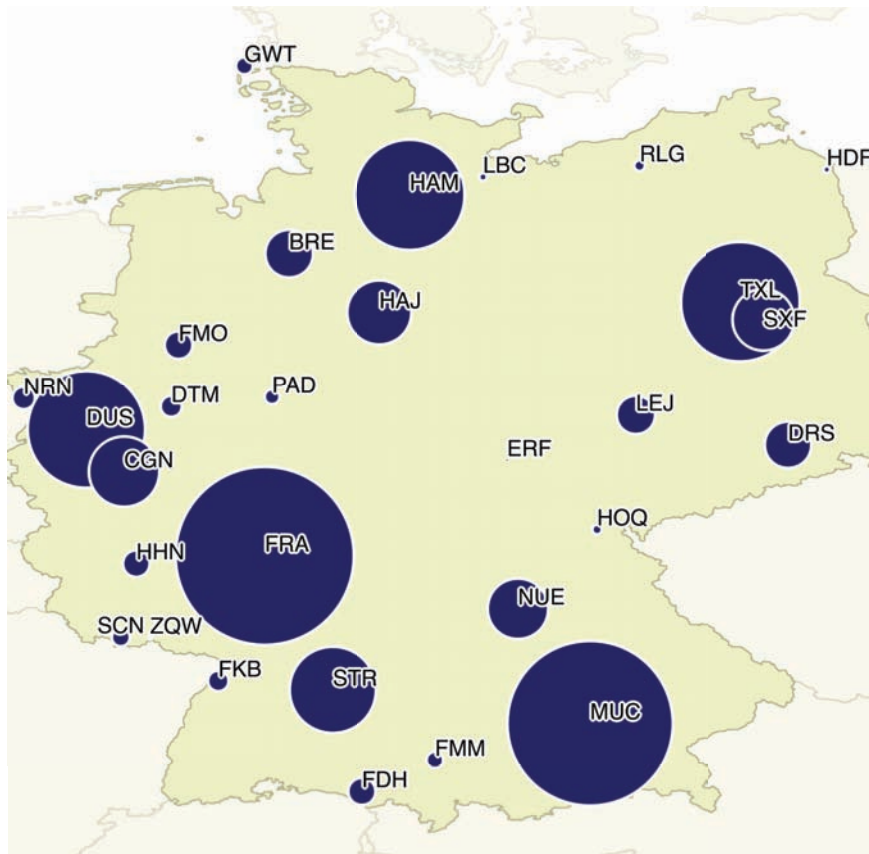 GWT
LBC
RLG
HDF
HAM
BRE
TXL
HAJ
SXF
FMO
NRN
DTM
PAD
DUS
LEJ
DRS
CGN
ERF
HOQ
FRA
HHN
NUE
SCN ZQW
FKB
STR
MUC
FMM
FDH